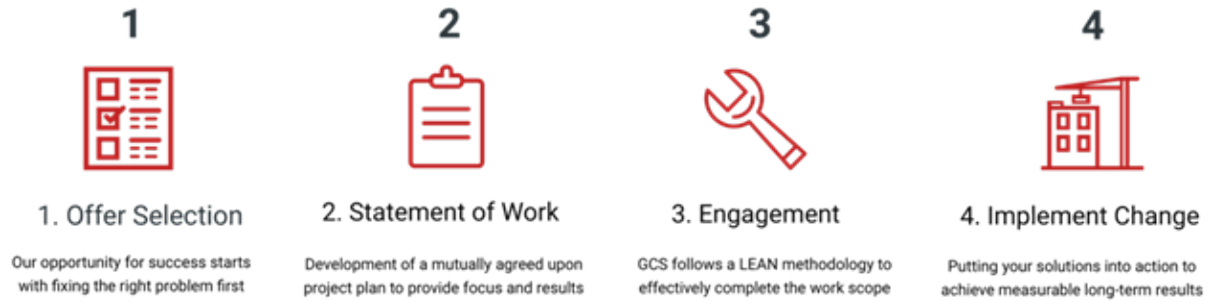 1
2
3
4
1. Offer Selection
2. Statement of Work
3. Engagement
4. Implement Change
Our opportunity for success starts
with fixing the right problem first
Development of a mutually agreed upon
project plan to provide focus and results
GCS follows a LEAN methodology to
effectively complete the work scope
Putting your solutions into action to
achieve measurable long-term results